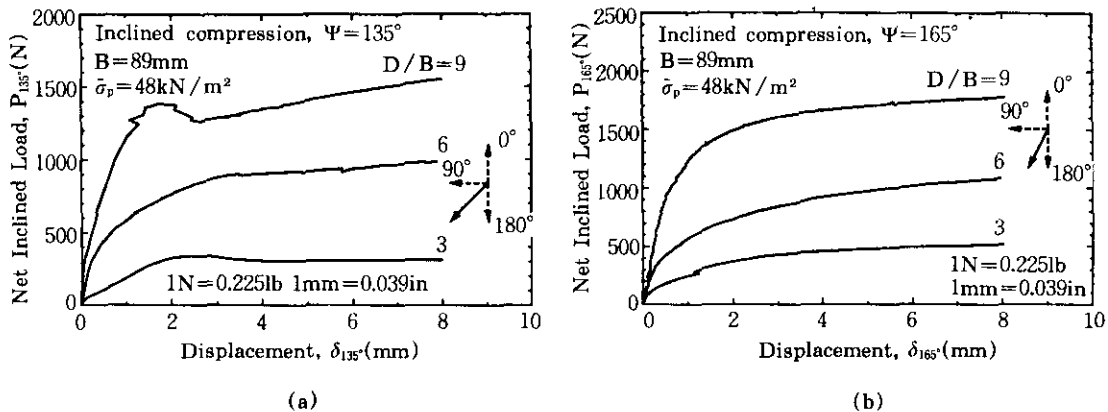 2000
1500
1000
500
0
Net Inclined Load, P135°(N)
Inclined compression, Ψ=135°
B=89mm
D/B=9
σ̄p=48kN/m²
6
3
0°
90°
180°
1N=0.225lb 1mm=0.039in
0 2 4 6 8 10
Displacement, δ135°(mm)
(a)
2500
2000
1500
1000
500
0
Net Inclined Load, P165°(N)
Inclined compression, Ψ=165°
B=89mm
σ̄p=48kN/m²
D/B=9
6
3
0°
90°
180°
1N=0.225lb
1mm=0.039in
0 2 4 6 8 10
Displacement, δ165°(mm)
(b)